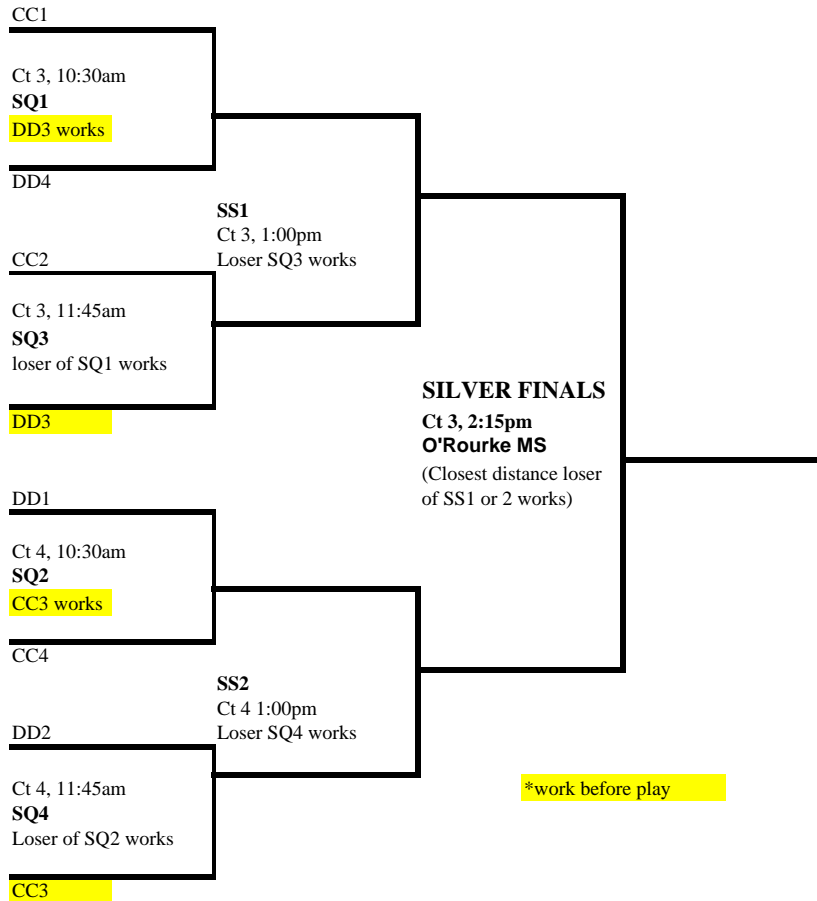 CC1
Ct 3, 10:30am
SQ1
DD3 works
DD4
SS1
Ct 3, 1:00pm
Loser SQ3 works
CC2
Ct 3, 11:45am
SQ3
loser of SQ1 works
DD3
SILVER FINALS
Ct 3, 2:15pm
O'Rourke MS
(Closest distance loser
of SS1 or 2 works)
DD1
Ct 4, 10:30am
SQ2
CC3 works
CC4
SS2
Ct 4 1:00pm
Loser SQ4 works
DD2
Ct 4, 11:45am
SQ4
Loser of SQ2 works
CC3
*work before play